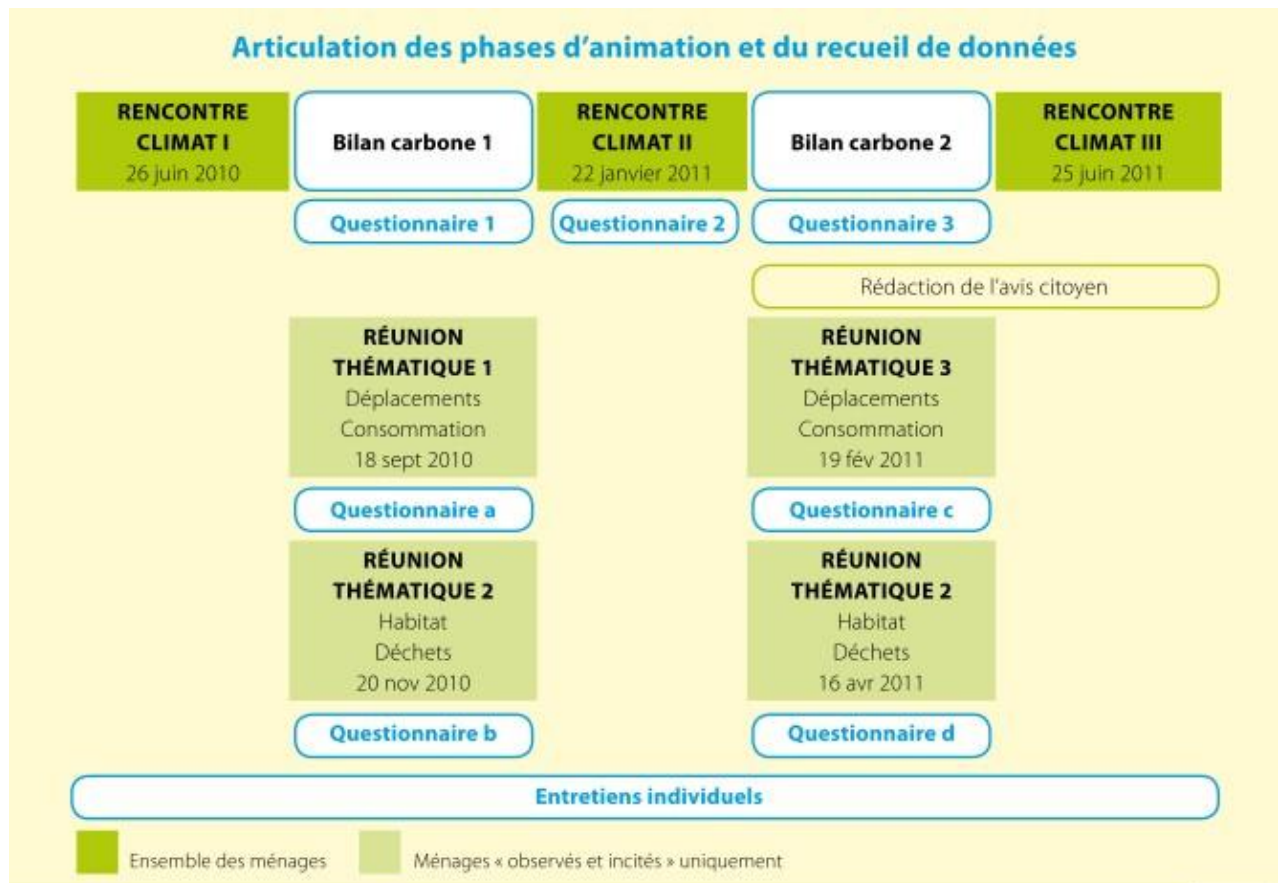 Articulation des phases d'animation et du recueil de données
RENCONTRE
CLIMAT I
26 juin 2010
Bilan carbone 1
RENCONTRE
CLIMAT II
22 janvier 2011
Bilan carbone 2
RENCONTRE
CLIMAT III
25 juin 2011
Questionnaire 1
Questionnaire 2
Questionnaire 3
Rédaction de l'avis citoyen
RÉUNION
THÉMATIQUE 1
Déplacements
Consommation
18 sept 2010
RÉUNION
THÉMATIQUE 3
Déplacements
Consommation
19 fév 2011
Questionnaire a
Questionnaire c
RÉUNION
THÉMATIQUE 2
Habitat
Déchets
20 nov 2010
RÉUNION
THÉMATIQUE 2
Habitat
Déchets
16 avr 2011
Questionnaire b
Questionnaire d
Entretiens individuels
Ensemble des ménages
Ménages « observés et incités » uniquement